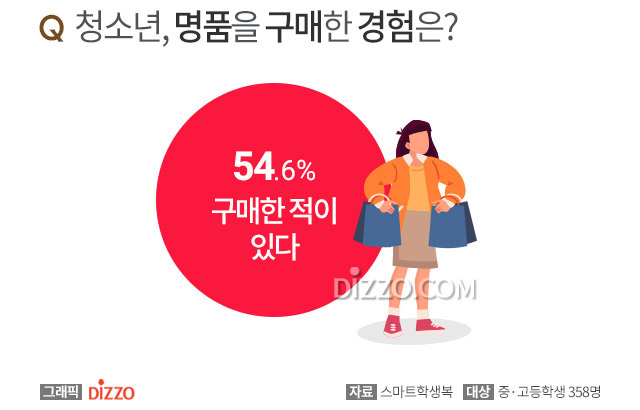 Q 청소년, 명품을 구매한 경험은?
54.6%
구매한 적이
있다
DIZZO.COM
그래픽 DIZZO
자료 스마트학생복 대상 중·고등학생 358명